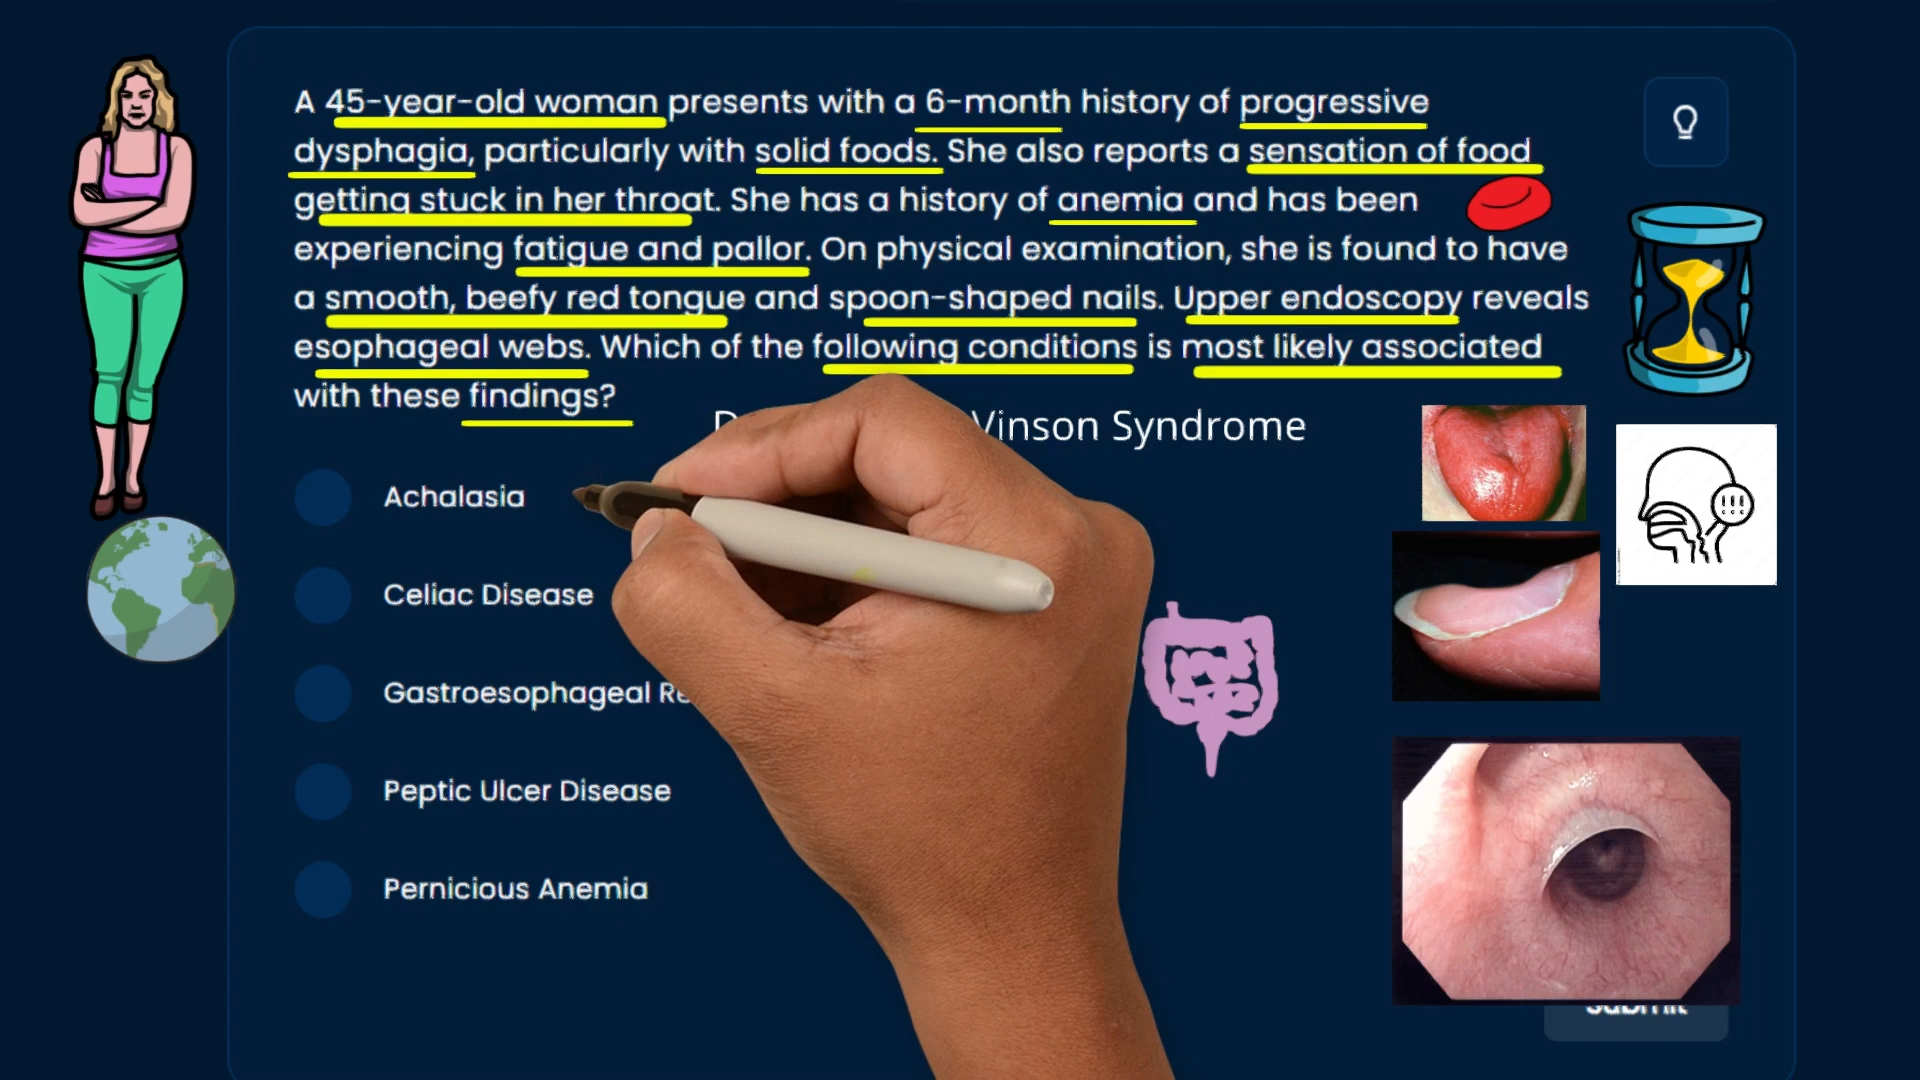 A 45-year-old woman presents with a 6-month history of progressive
dysphagia, particularly with solid foods. She also reports a sensation of food
getting stuck in her throat. She has a history of anemia and has been
experiencing fatigue and pallor. On physical examination, she is found to have
a smooth, beefy red tongue and spoon-shaped nails. Upper endoscopy reveals
esophageal webs. Which of the following conditions is most likely associated
with these findings?
Vinson Syndrome
Achalasia
Celiac Disease
Gastroesophageal
Peptic Ulcer Disease
Pernicious Anemia
Submit